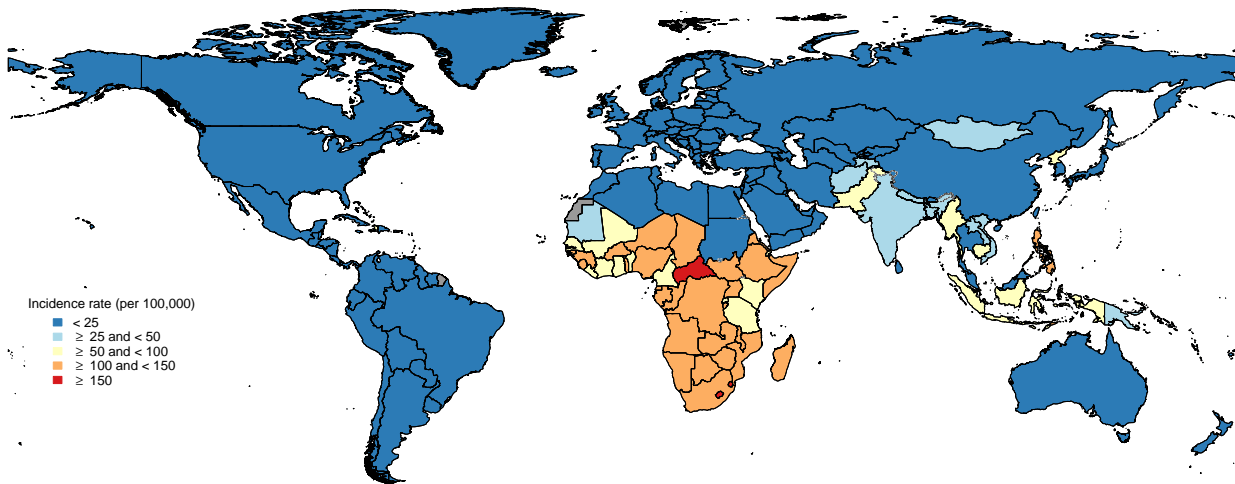 Incidence rate (per 100,000)
< 25
≥ 25 and < 50
≥ 50 and < 100
≥ 100 and < 150
≥ 150